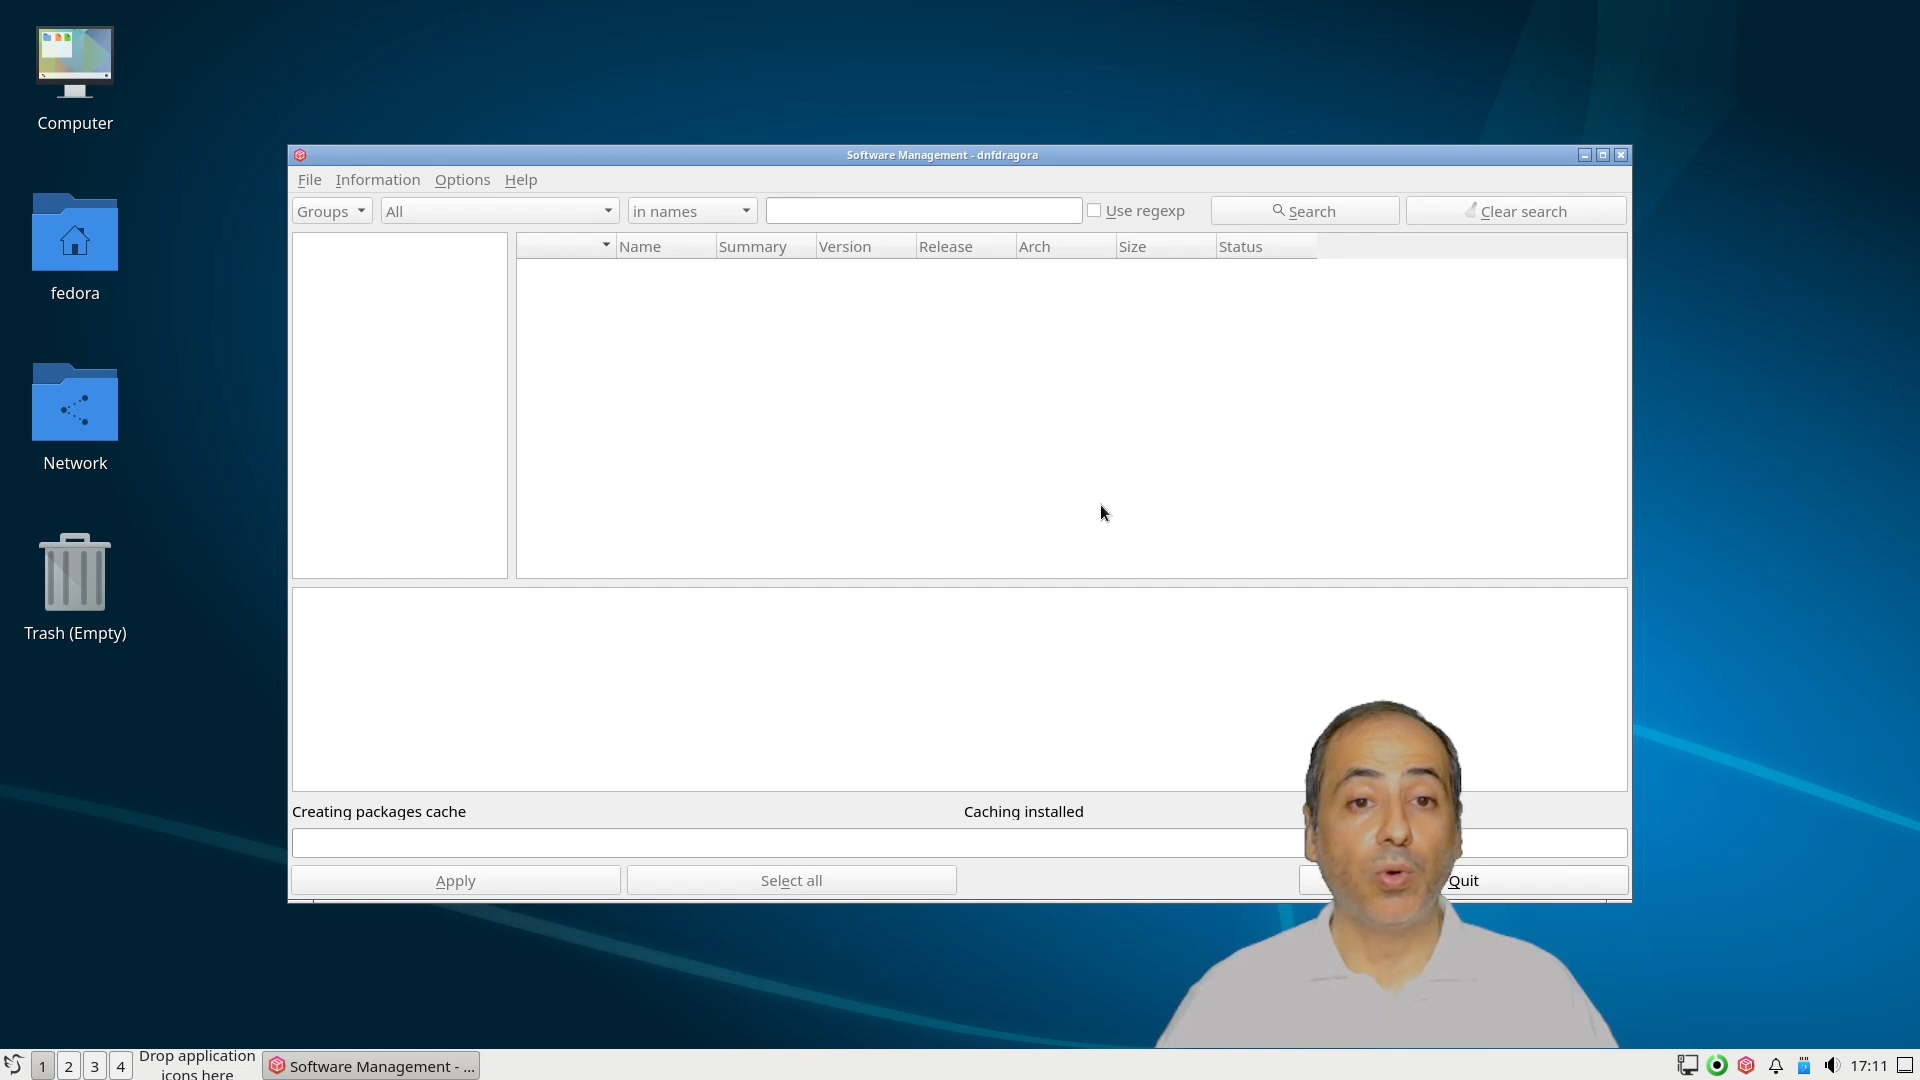 Computer
fedora
Network
Trash (Empty)
Software Management - dnfdragora
File Information Options Help
Groups All in names Use regexp Search Clear search
Name Summary Version Release Arch Size Status
Creating packages cache Caching installed
Apply Select all Quit
1 2 3 4 Drop application icons here Software Management - ... 17:11